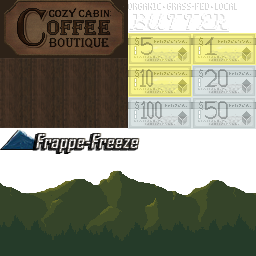 COZY CABIN
COFFEE
BOUTIQUE
ORGANIC·GRASS-FED·LOCAL
BUTTER
$5
$1
$10
$20
$100
$50
Frappe-Freeze